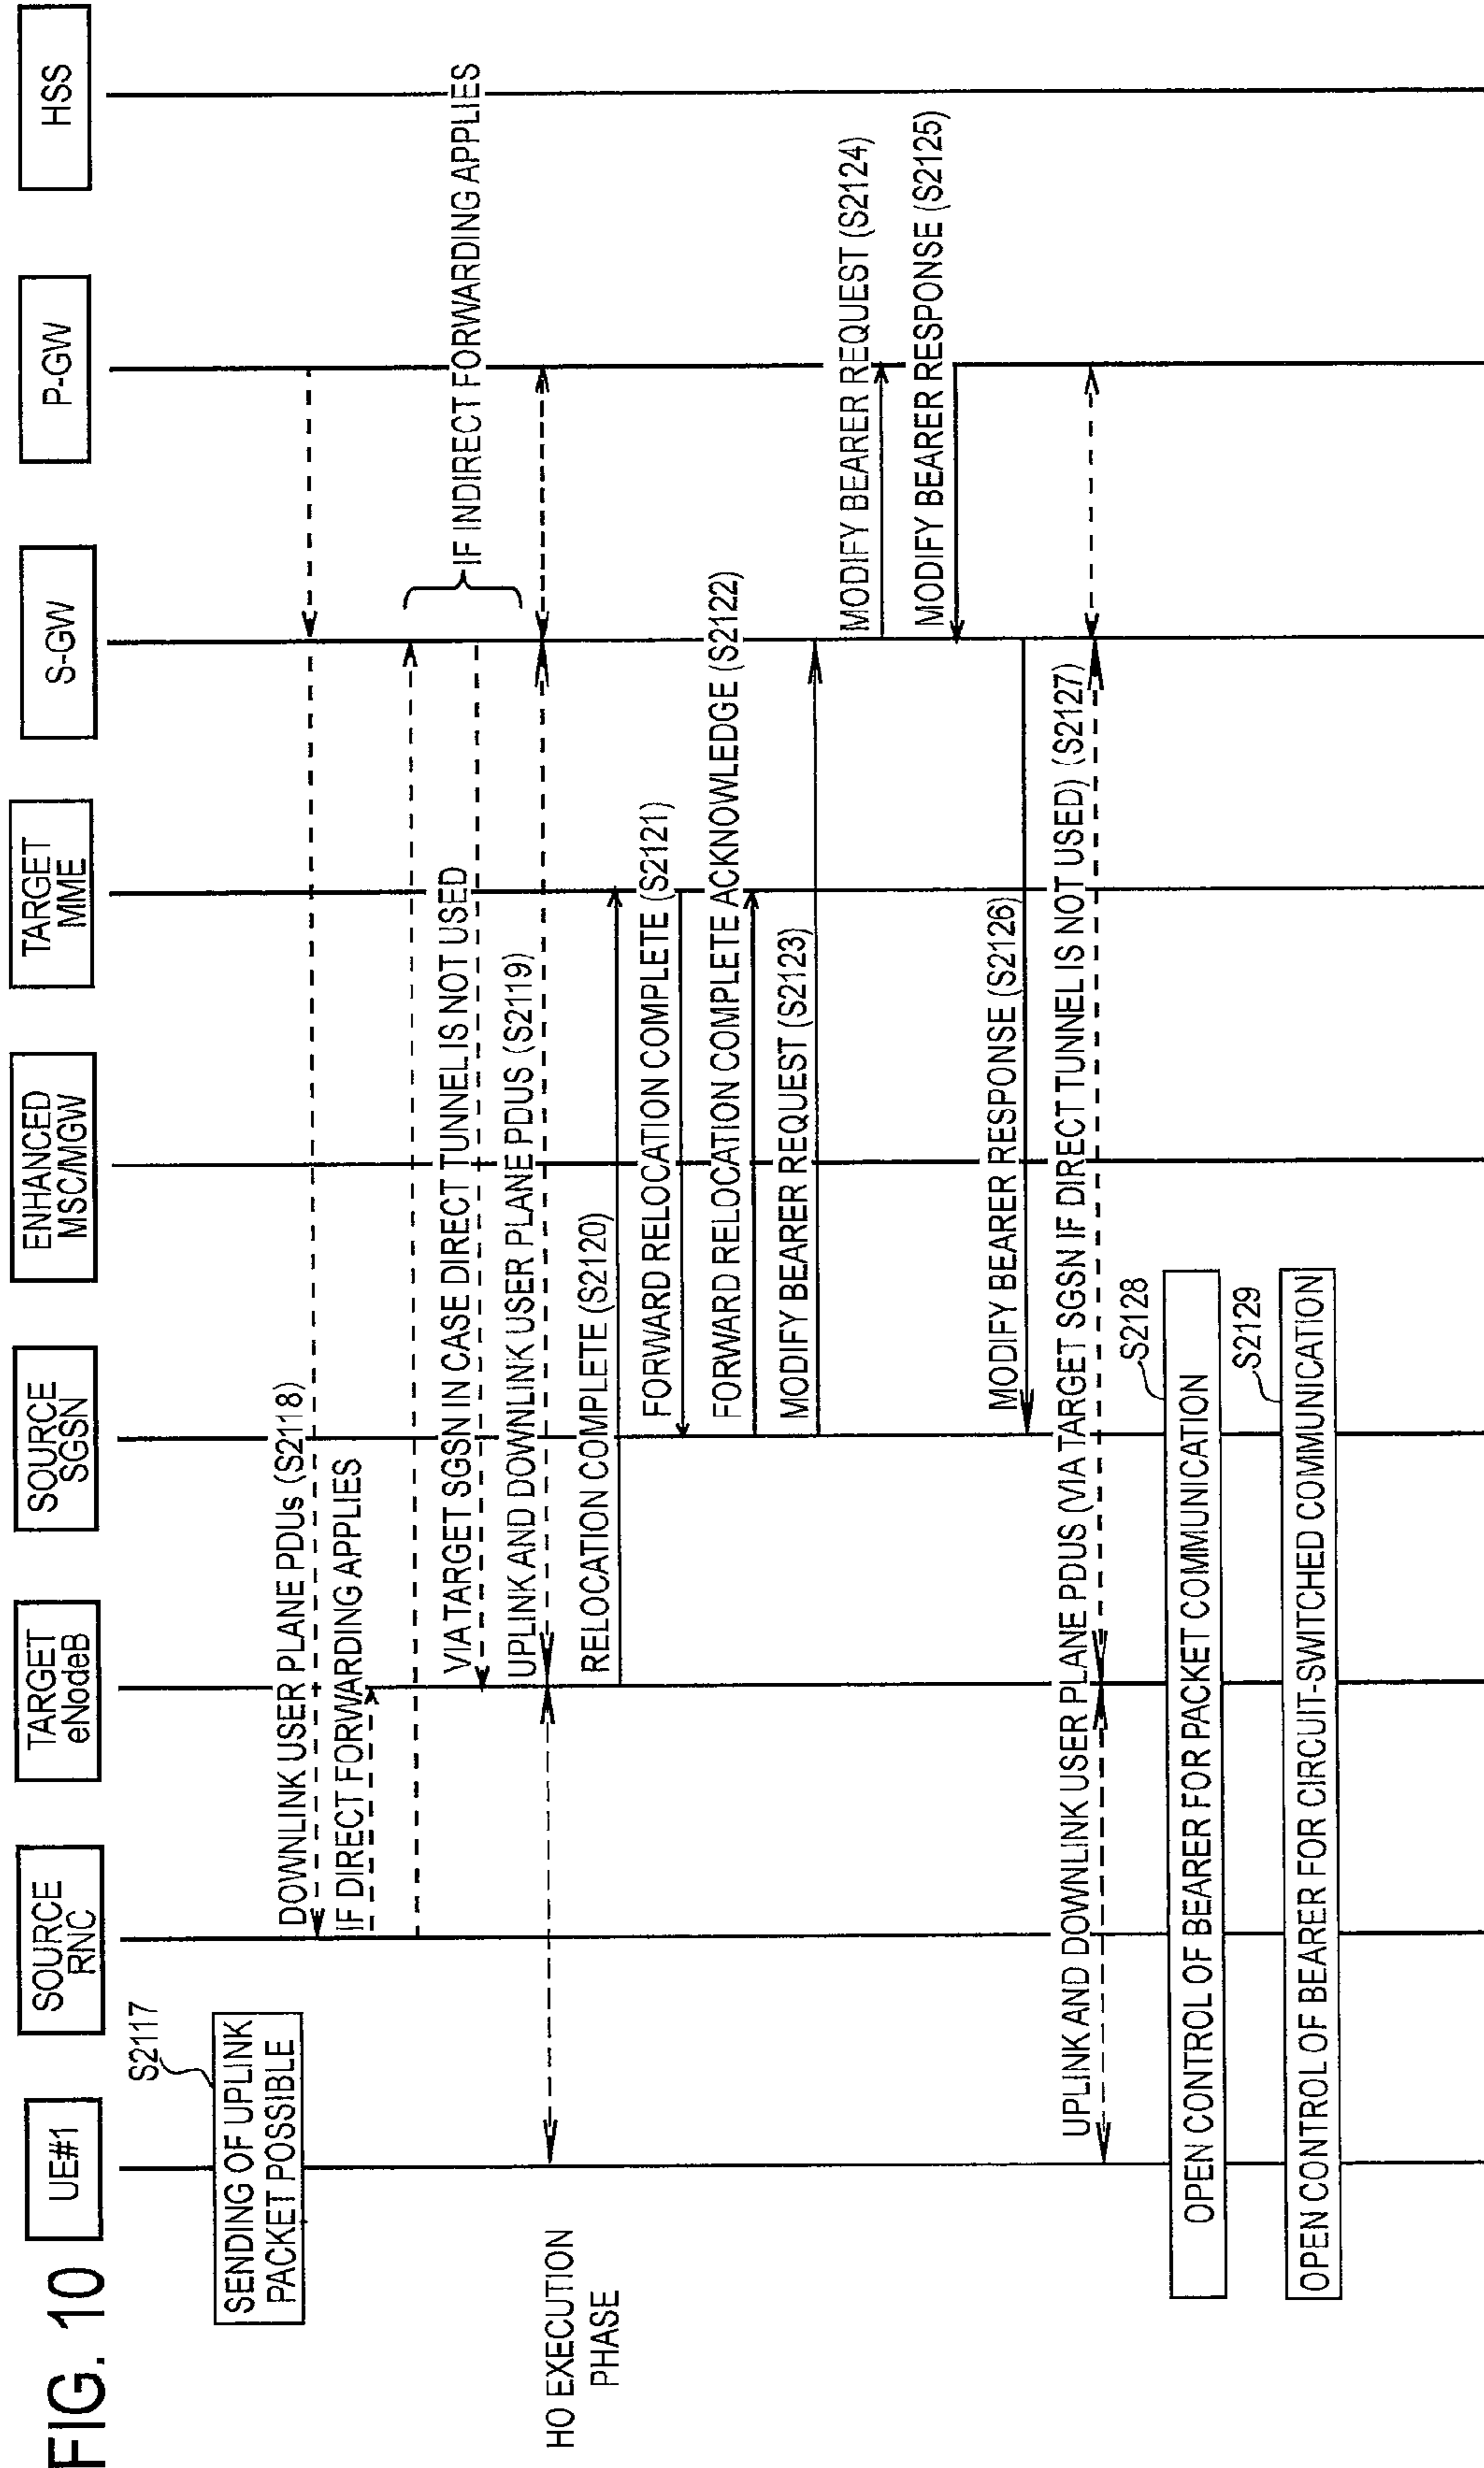 FIG. 10
UE#1
SOURCE
RNC
TARGET
eNodeB
SOURCE
SGSN
ENHANCED
MSC/MGW
TARGET
MME
S-GW
P-GW
HSS
S2117
SENDING OF UPLINK
PACKET POSSIBLE
DOWNLINK USER PLANE PDUs (S2118)
IF DIRECT FORWARDING APPLIES
IF INDIRECT FORWARDING APPLIES
VIA TARGET SGSN IN CASE DIRECT TUNNEL IS NOT USED
UPLINK AND DOWNLINK USER PLANE PDUS (S2119)
HO EXECUTION
PHASE
RELOCATION COMPLETE (S2120)
FORWARD RELOCATION COMPLETE (S2121)
FORWARD RELOCATION COMPLETE ACKNOWLEDGE (S2122)
MODIFY BEARER REQUEST (S2123)
MODIFY BEARER REQUEST (S2124)
MODIFY BEARER RESPONSE (S2125)
MODIFY BEARER RESPONSE (S2126)
UPLINK AND DOWNLINK USER PLANE PDUS (VIA TARGET SGSN IF DIRECT TUNNEL IS NOT USED) (S2127)
S2128
OPEN CONTROL OF BEARER FOR PACKET COMMUNICATION
S2129
OPEN CONTROL OF BEARER FOR CIRCUIT-SWITCHED COMMUNICATION